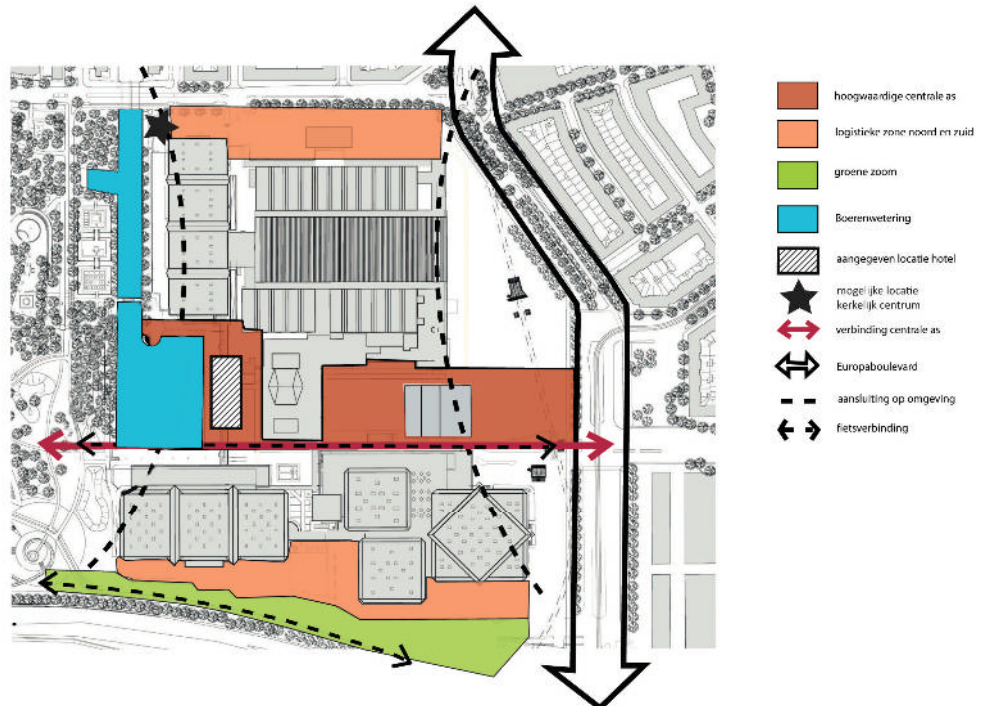 hoogwaardige centrale as
logistieke zone noord en zuid
groene zoom
Boerenwetering
aangegeven locatie hotel
mogelijke locatie
kerkelijk centrum
verbinding centrale as
Europaboulevard
aansluiting op omgeving
fietsverbinding